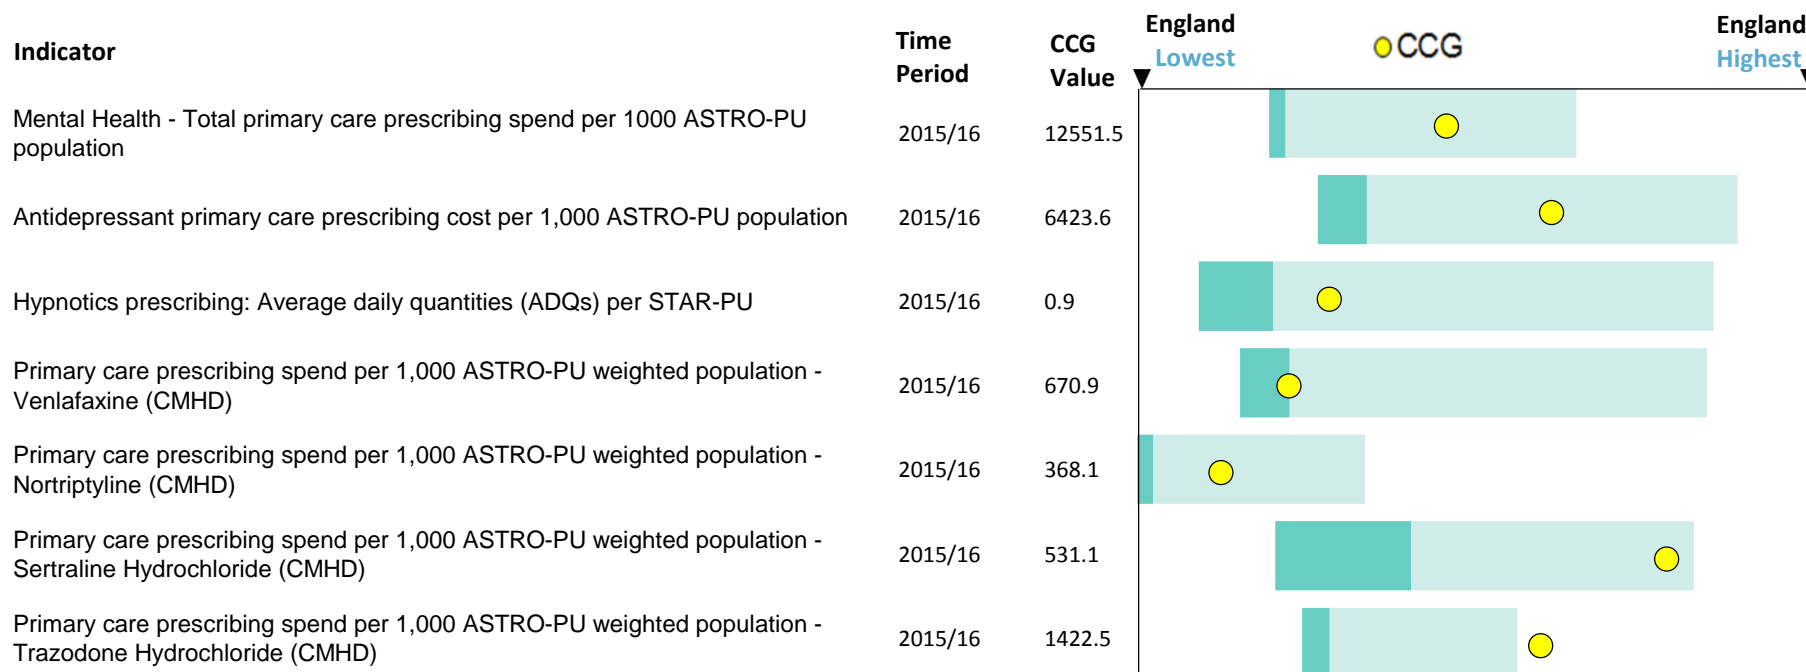 Indicator
Time
Period
CCG
Value
England
Lowest
CCG
England
Highest
Mental Health - Total primary care prescribing spend per 1000 ASTRO-PU
population
2015/16
12551.5
Antidepressant primary care prescribing cost per 1,000 ASTRO-PU population
2015/16
6423.6
Hypnotics prescribing: Average daily quantities (ADQs) per STAR-PU
2015/16
0.9
Primary care prescribing spend per 1,000 ASTRO-PU weighted population -
Venlafaxine (CMHD)
2015/16
670.9
Primary care prescribing spend per 1,000 ASTRO-PU weighted population -
Nortriptyline (CMHD)
2015/16
368.1
Primary care prescribing spend per 1,000 ASTRO-PU weighted population -
Sertraline Hydrochloride (CMHD)
2015/16
531.1
Primary care prescribing spend per 1,000 ASTRO-PU weighted population -
Trazodone Hydrochloride (CMHD)
2015/16
1422.5